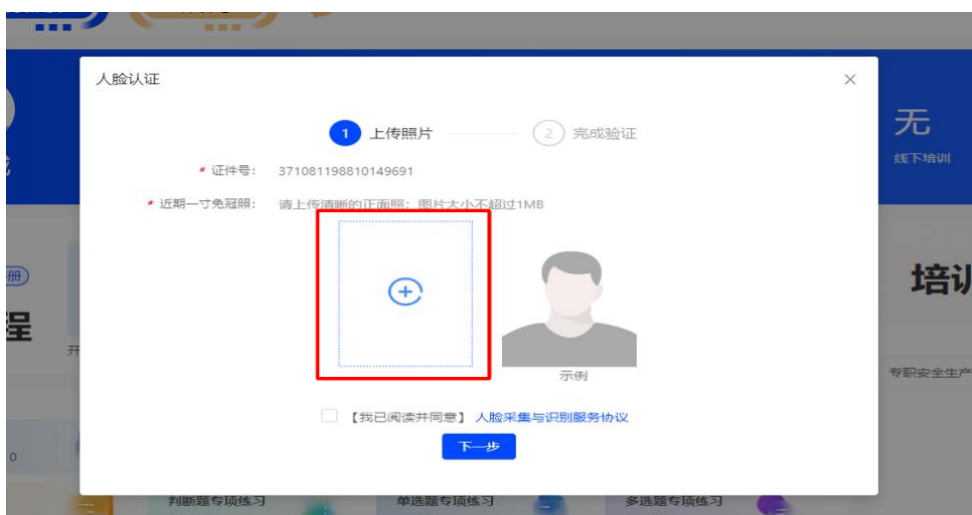 人脸认证
1 上传照片
2 完成验证
* 证件号: 371081198810149691
* 近期一寸免冠照: 请上传清晰的正面照; 图片大小不超过1MB
示例
【我已阅读并同意】 人脸采集与识别服务协议
下一步
无
线下培训
册
程
开
培训
专职安全生产
0
判断题专项练习
单选题专项练习
多选题专项练习